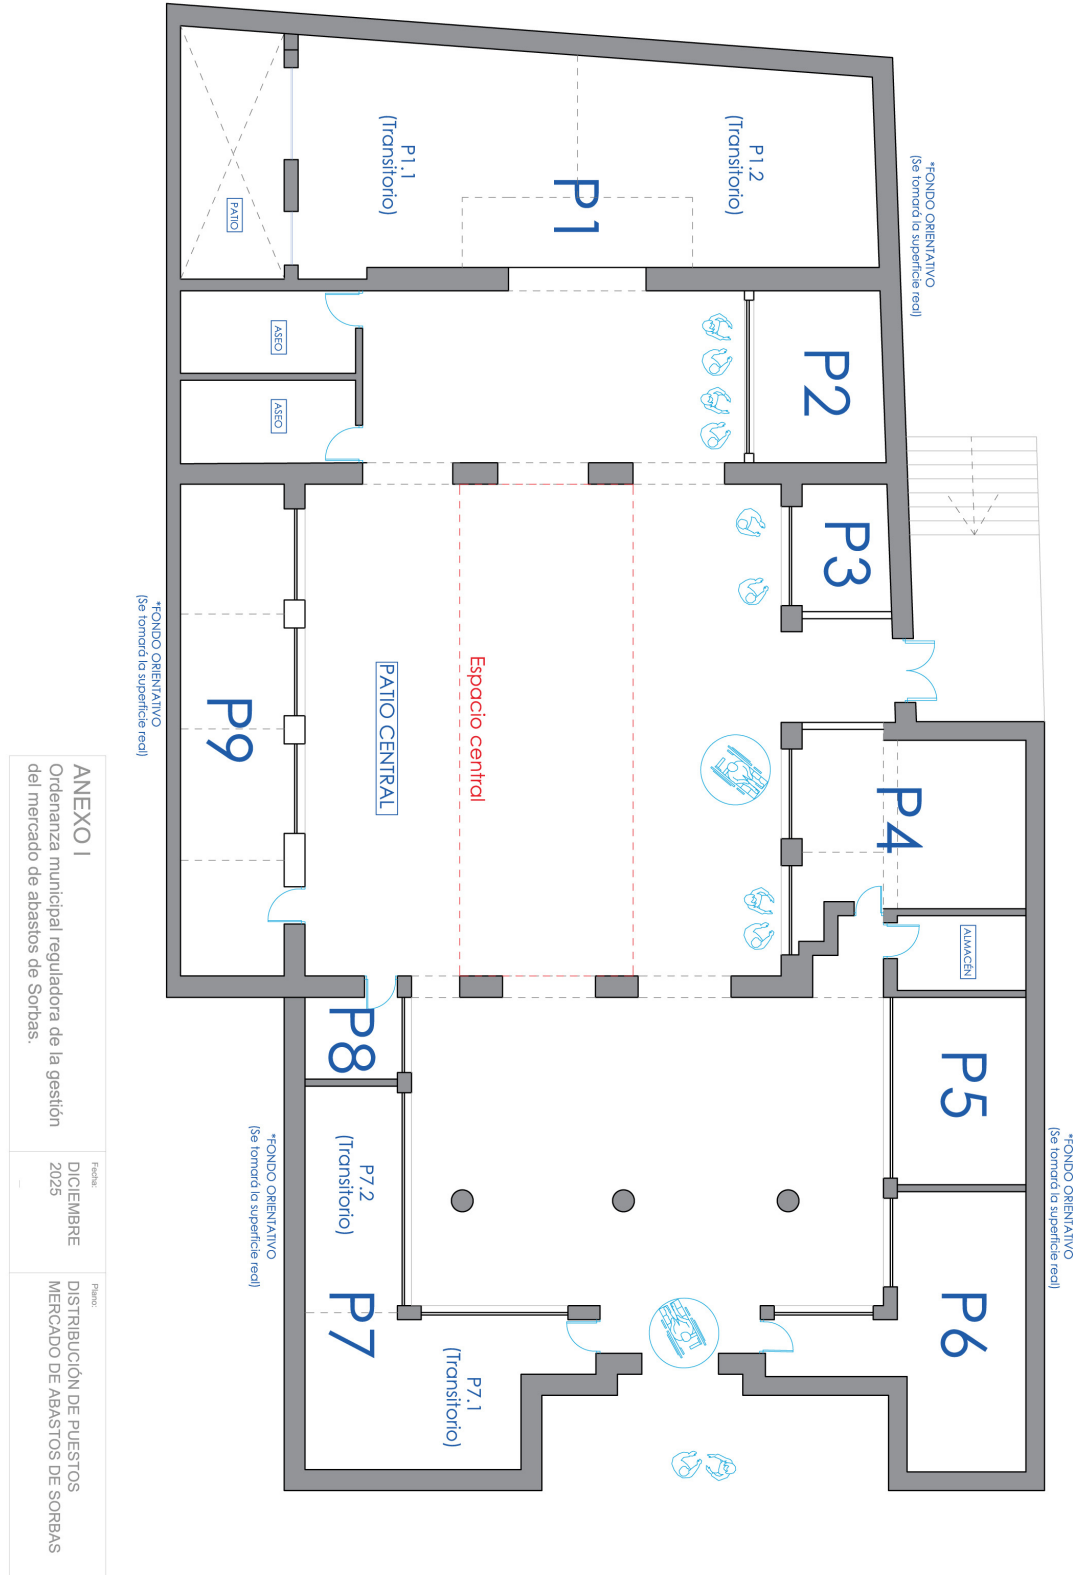 P1.1
(Transitorio)
P1
P1.2
(Transitorio)
*FONDO ORIENTATIVO
(Se tomará la superficie real)
PATIO
ASEO
ASEO
P2
P3
*FONDO ORIENTATIVO
(Se tomará la superficie real)
P9
PATIO CENTRAL
Espacio central
P4
ALMACÉN
P8
P5
*FONDO ORIENTATIVO
(Se tomará la superficie real)
P7.2
(Transitorio)
P7
P7.1
(Transitorio)
P6
*FONDO ORIENTATIVO
(Se tomará la superficie real)
ANEXO I
Ordenanza municipal reguladora de la gestión
del mercado de abastos de Sorbas.
Fecha:
DICIEMBRE
2025
Plano:
DISTRIBUCIÓN DE PUESTOS
MERCADO DE ABASTOS DE SORBAS